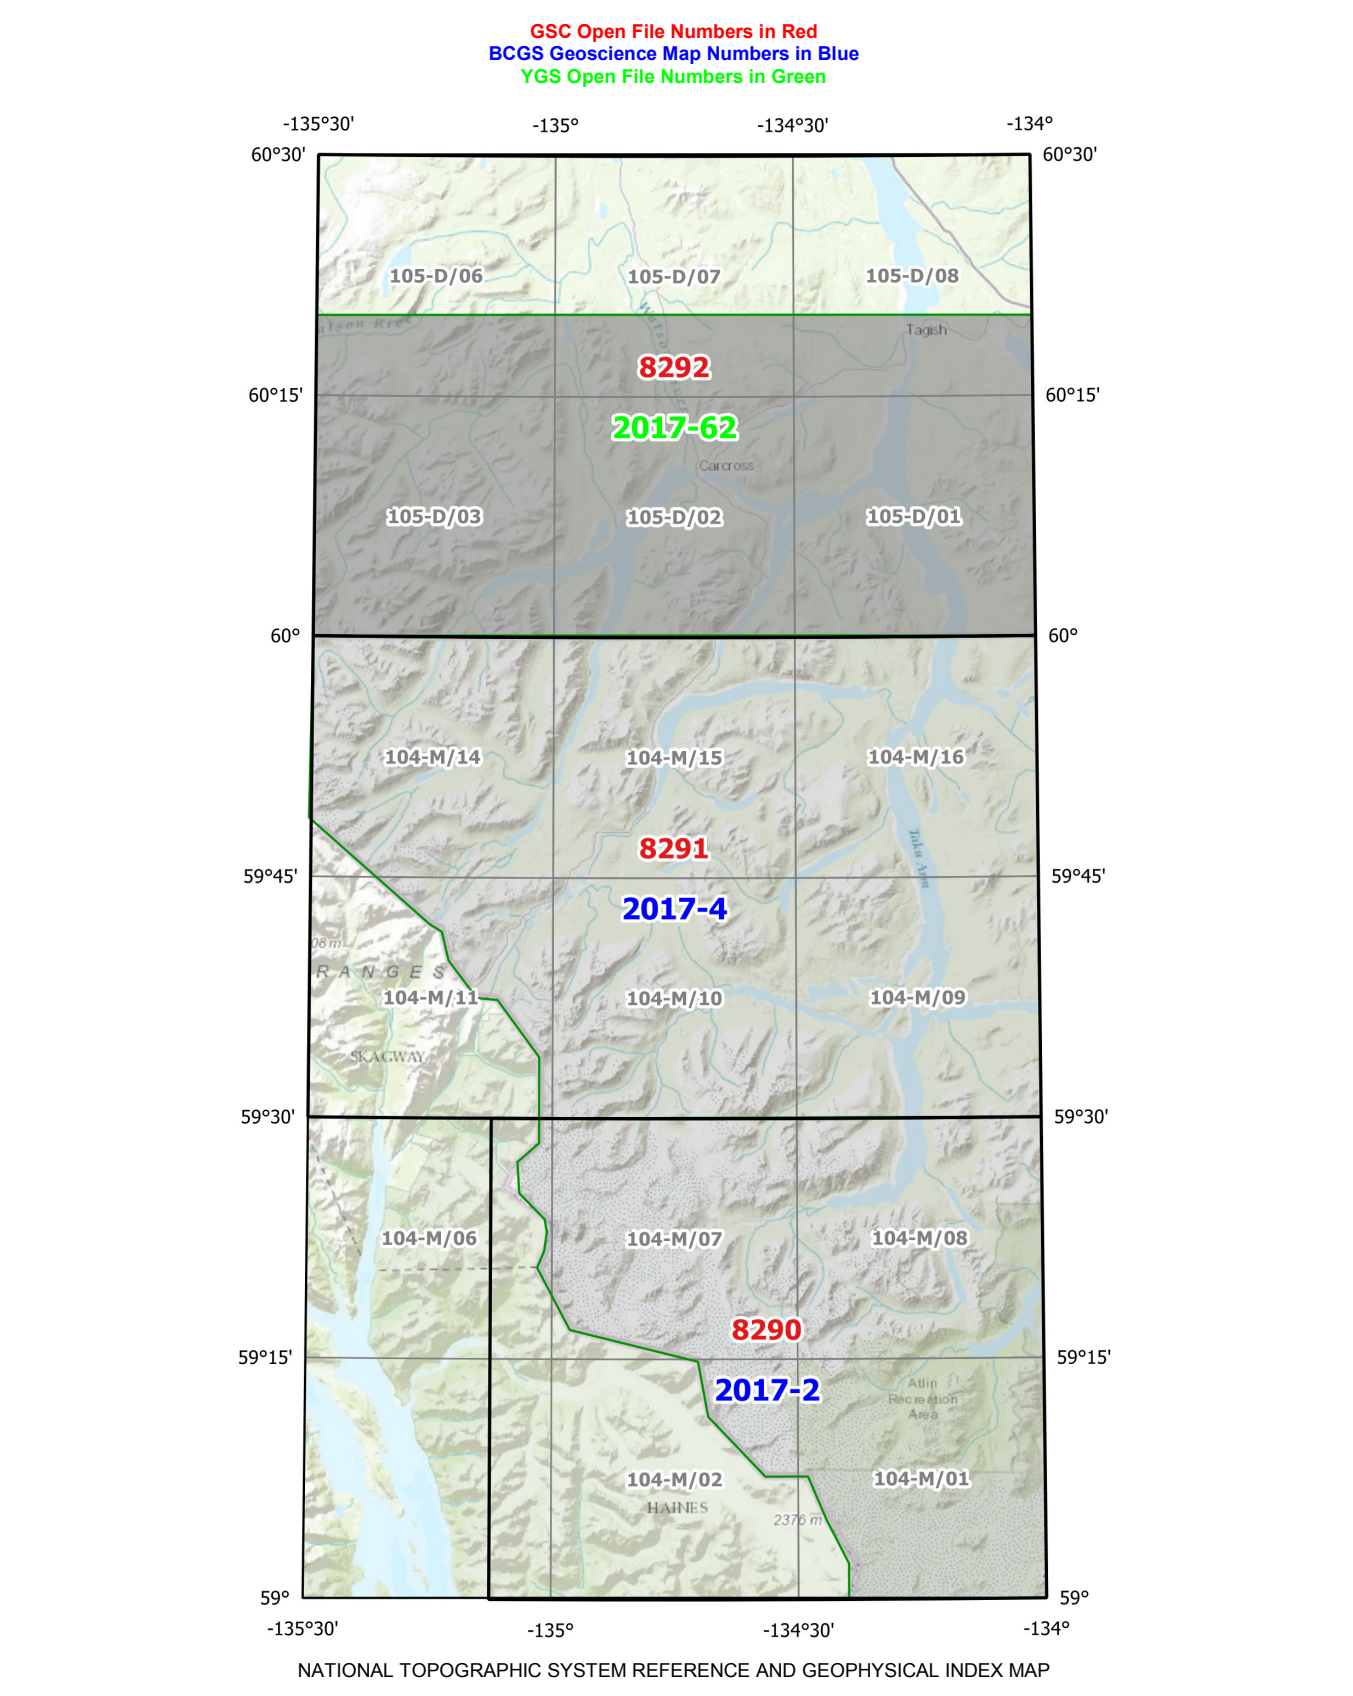 GSC Open File Numbers in Red
BCGS Geoscience Map Numbers in Blue
YGS Open File Numbers in Green
-135°30' -135° -134°30' -134°
60°30' 60°30'
105-D/06 105-D/07 105-D/08
Tagish
8292
60°15' 60°15'
2017-62
Carcross
105-D/03 105-D/02 105-D/01
60° 60°
104-M/14 104-M/15 104-M/16
8291
Taku Arm
59°45' 59°45'
2017-4
08 m
RANGES
104-M/11 104-M/10 104-M/09
SKAGWAY
59°30' 59°30'
104-M/06 104-M/07 104-M/08
8290
59°15' 59°15'
2017-2
Atlin
Recreation
Area
104-M/02 104-M/01
HAINES
2376 m
59° 59°
-135°30' -135° -134°30' -134°
NATIONAL TOPOGRAPHIC SYSTEM REFERENCE AND GEOPHYSICAL INDEX MAP